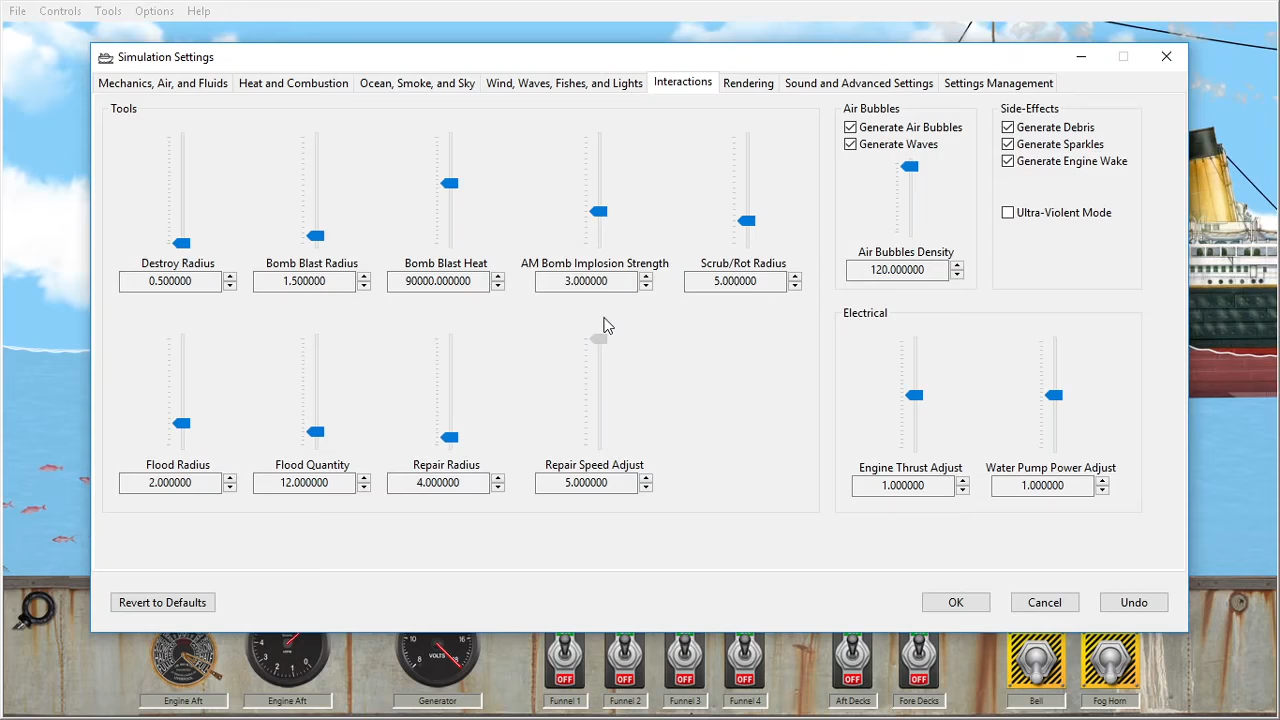 File Controls Tools Options Help
Simulation Settings
Mechanics, Air, and Fluids Heat and Combustion Ocean, Smoke, and Sky Wind, Waves, Fishes, and Lights Interactions Rendering Sound and Advanced Settings Settings Management
Tools
Destroy Radius Bomb Blast Radius Bomb Blast Heat AM Bomb Implosion Strength Scrub/Rot Radius
0.500000 1.500000 90000.000000 3.000000 5.000000
Flood Radius Flood Quantity Repair Radius Repair Speed Adjust
2.000000 12.000000 4.000000 5.000000
Air Bubbles
Generate Air Bubbles
Generate Waves
Air Bubbles Density
120.000000
Side-Effects
Generate Debris
Generate Sparkles
Generate Engine Wake
Ultra-Violent Mode
Electrical
Engine Thrust Adjust Water Pump Power Adjust
1.000000 1.000000
Revert to Defaults OK Cancel Undo
4 1 0 10 16 8 VOLTS
OFF OFF OFF OFF OFF OFF
Engine Aft Engine Aft Generator Funnel 1 Funnel 2 Funnel 3 Funnel 4 Aft Decks Fore Decks Bell Fog Horn